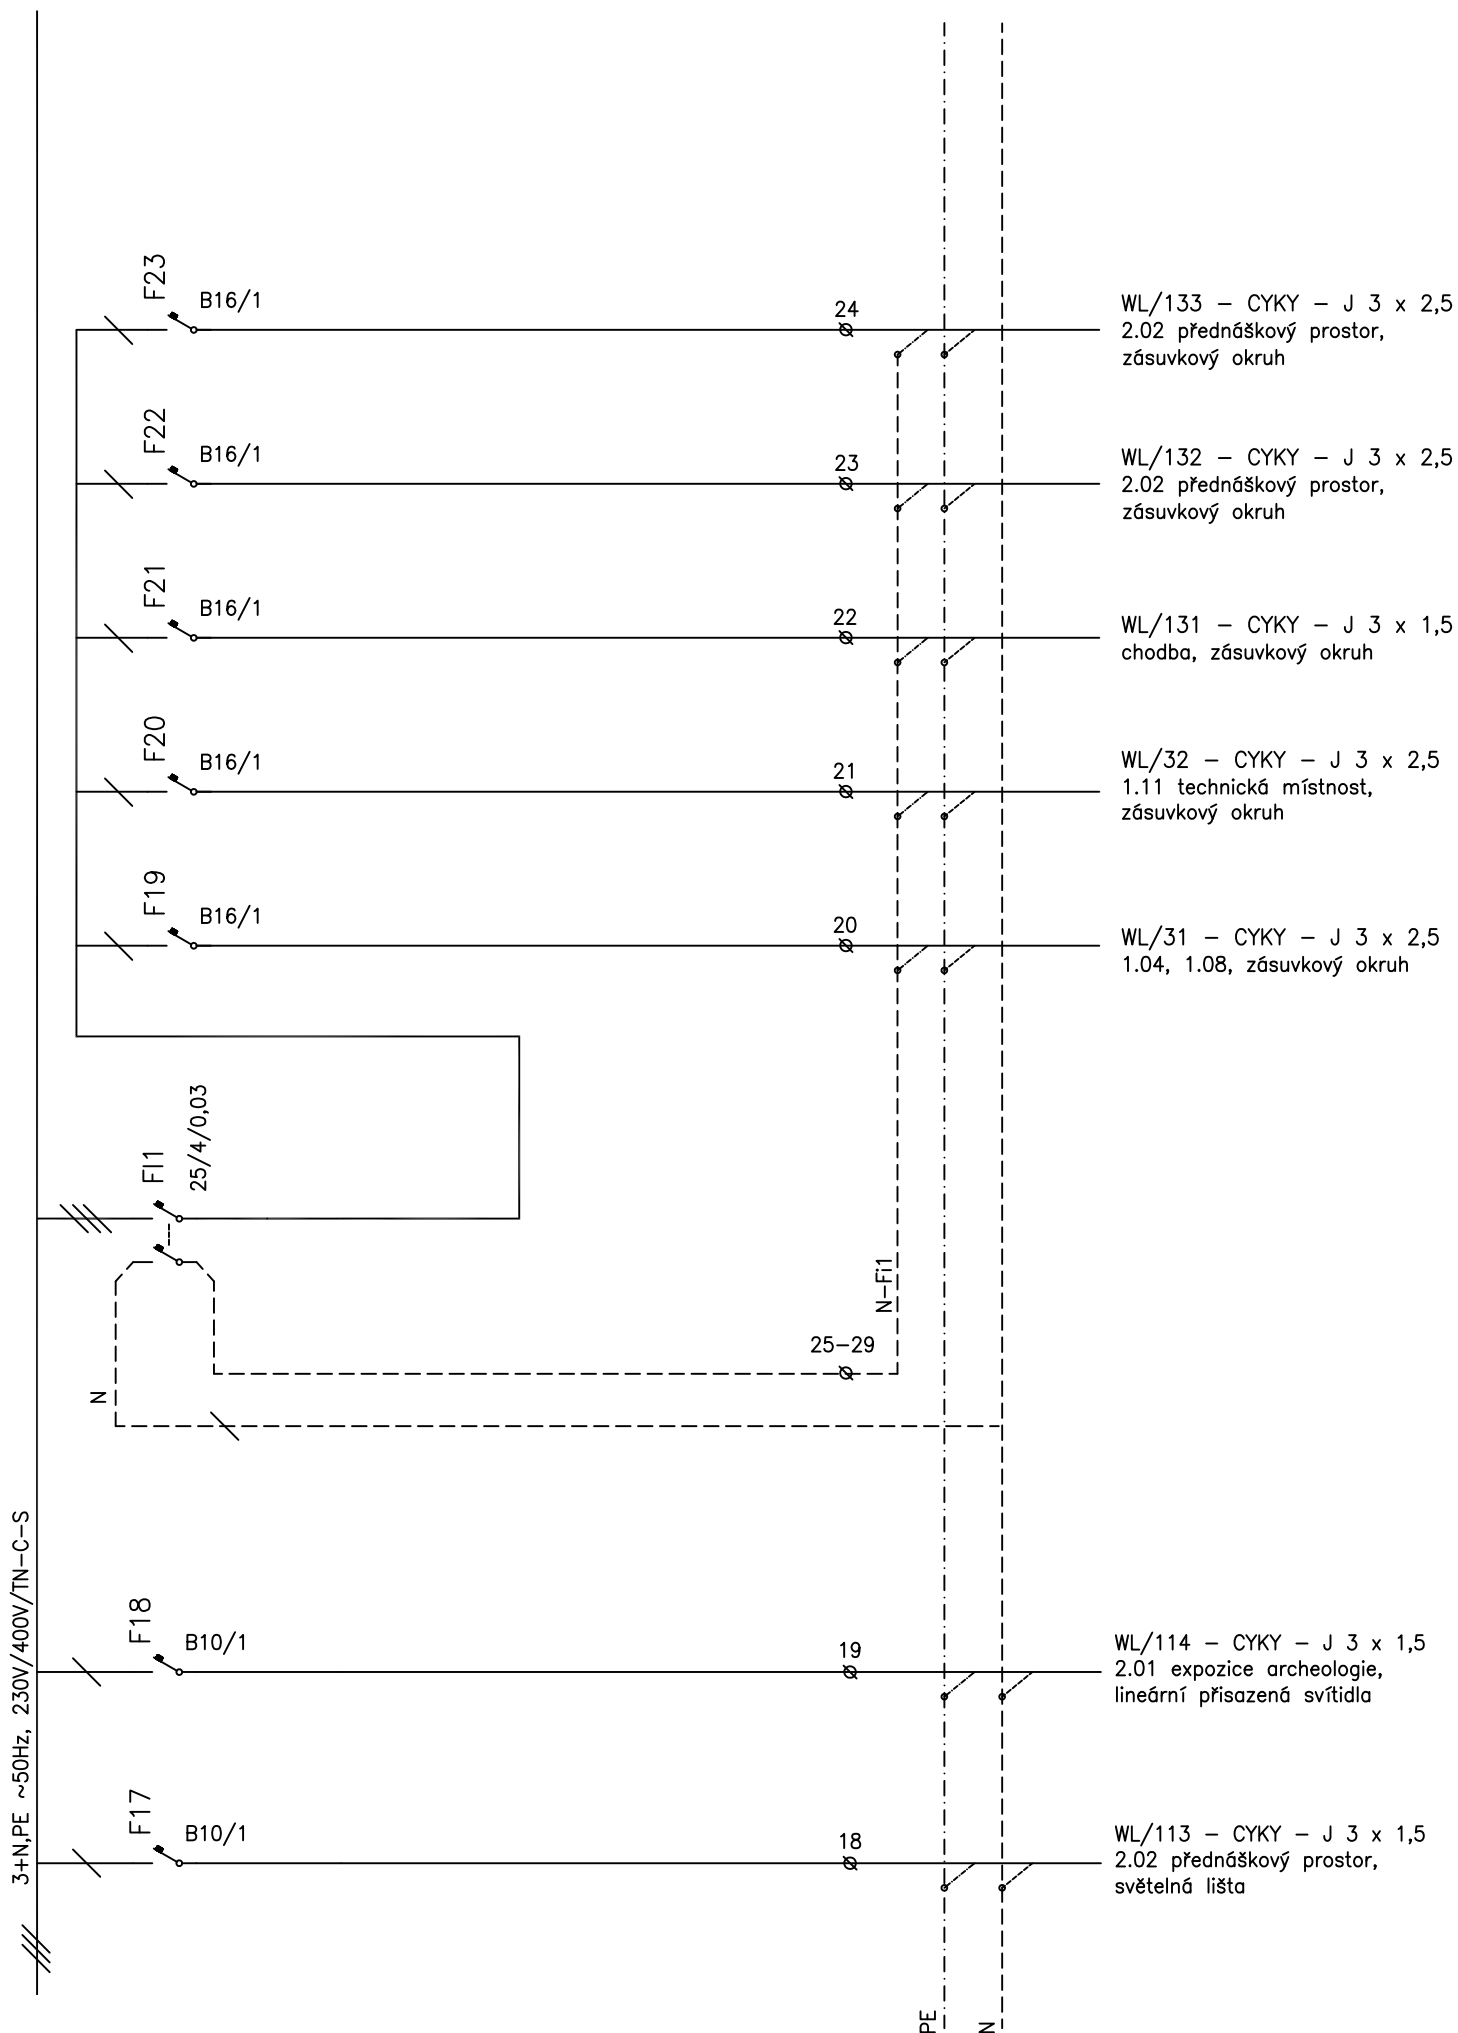 F23
B16/1
24
WL/133 – CYKY – J 3 x 2,5
2.02 přednáškový prostor,
zásuvkový okruh
F22
B16/1
23
WL/132 – CYKY – J 3 x 2,5
2.02 přednáškový prostor,
zásuvkový okruh
F21
B16/1
22
WL/131 – CYKY – J 3 x 1,5
chodba, zásuvkový okruh
F20
B16/1
21
WL/32 – CYKY – J 3 x 2,5
1.11 technická místnost,
zásuvkový okruh
F19
B16/1
20
WL/31 – CYKY – J 3 x 2,5
1.04, 1.08, zásuvkový okruh
FI1
25/4/0,03
N–Fi1
25–29
N
3+N,PE ~50Hz, 230V/400V/TN–C–S
F18
B10/1
19
WL/114 – CYKY – J 3 x 1,5
2.01 expozice archeologie,
lineární přisazená svítidla
F17
B10/1
18
WL/113 – CYKY – J 3 x 1,5
2.02 přednáškový prostor,
světelná lišta
PE
N